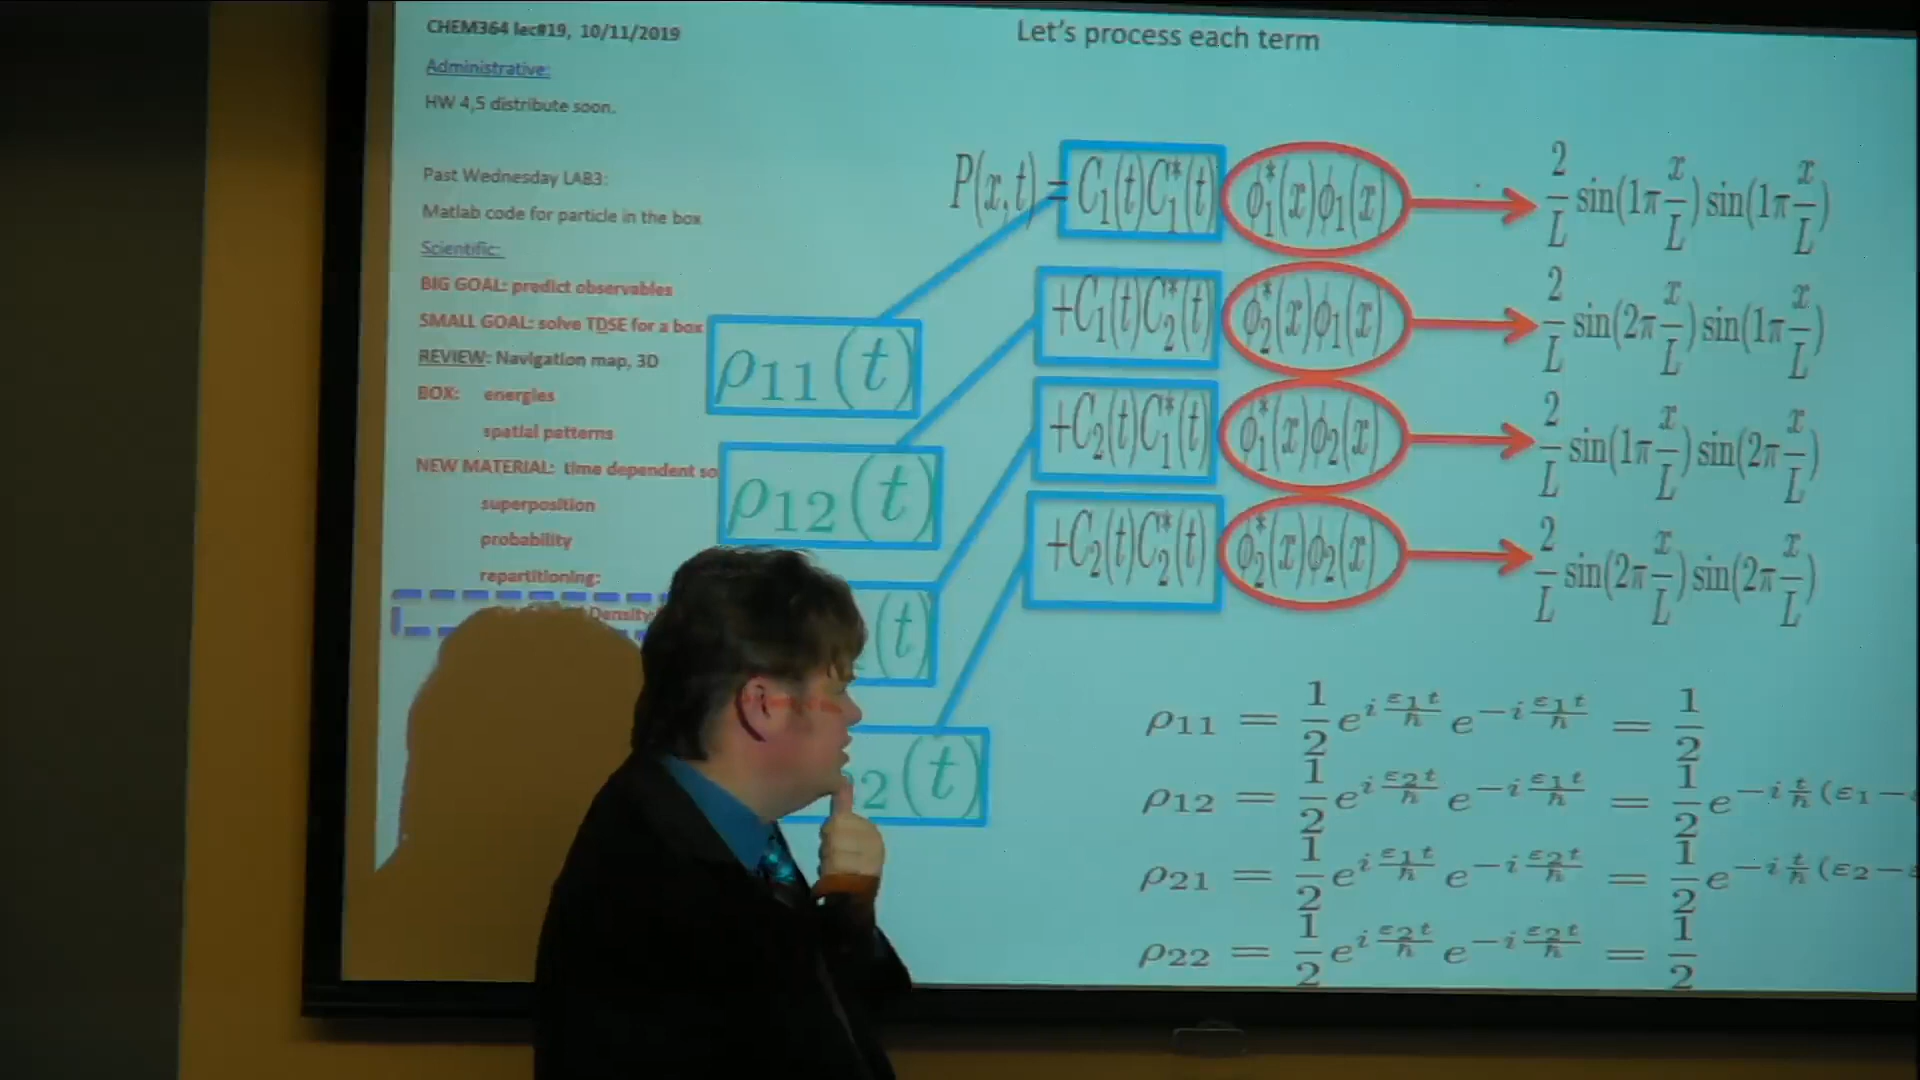 CHEM364 lec#19, 10/11/2019
Administrative:
HW 4,5 distribute soon.
Past Wednesday LAB3:
Matlab code for particle in the box
Scientific:
BIG GOAL: predict observables
SMALL GOAL: solve TDSE for a box
REVIEW: Navigation map, 3D
BOX: energies
spatial patterns
NEW MATERIAL: time dependent so
superposition
probability
repartitioning:
Density
Let's process each term
P(x,t) = C₁(t)C₁*(t) ϕ₁*(x)ϕ₁(x) → 2/L sin(1π x/L) sin(1π x/L)
+C₁(t)C₂*(t) ϕ₂*(x)ϕ₁(x) → 2/L sin(2π x/L) sin(1π x/L)
+C₂(t)C₁*(t) ϕ₁*(x)ϕ₂(x) → 2/L sin(1π x/L) sin(2π x/L)
+C₂(t)C₂*(t) ϕ₂*(x)ϕ₂(x) → 2/L sin(2π x/L) sin(2π x/L)
ρ₁₁(t)
ρ₁₂(t)
(t)
2(t)
ρ₁₁ = 1/2 e^{i ε₁t/ħ} e^{-i ε₁t/ħ} = 1/2
ρ₁₂ = 1/2 e^{i ε₂t/ħ} e^{-i ε₁t/ħ} = 1/2 e^{-i t/ħ (ε₁-
ρ₂₁ = 1/2 e^{i ε₁t/ħ} e^{-i ε₂t/ħ} = 1/2 e^{-i t/ħ (ε₂-
ρ₂₂ = 1/2 e^{i ε₂t/ħ} e^{-i ε₂t/ħ} = 1/2